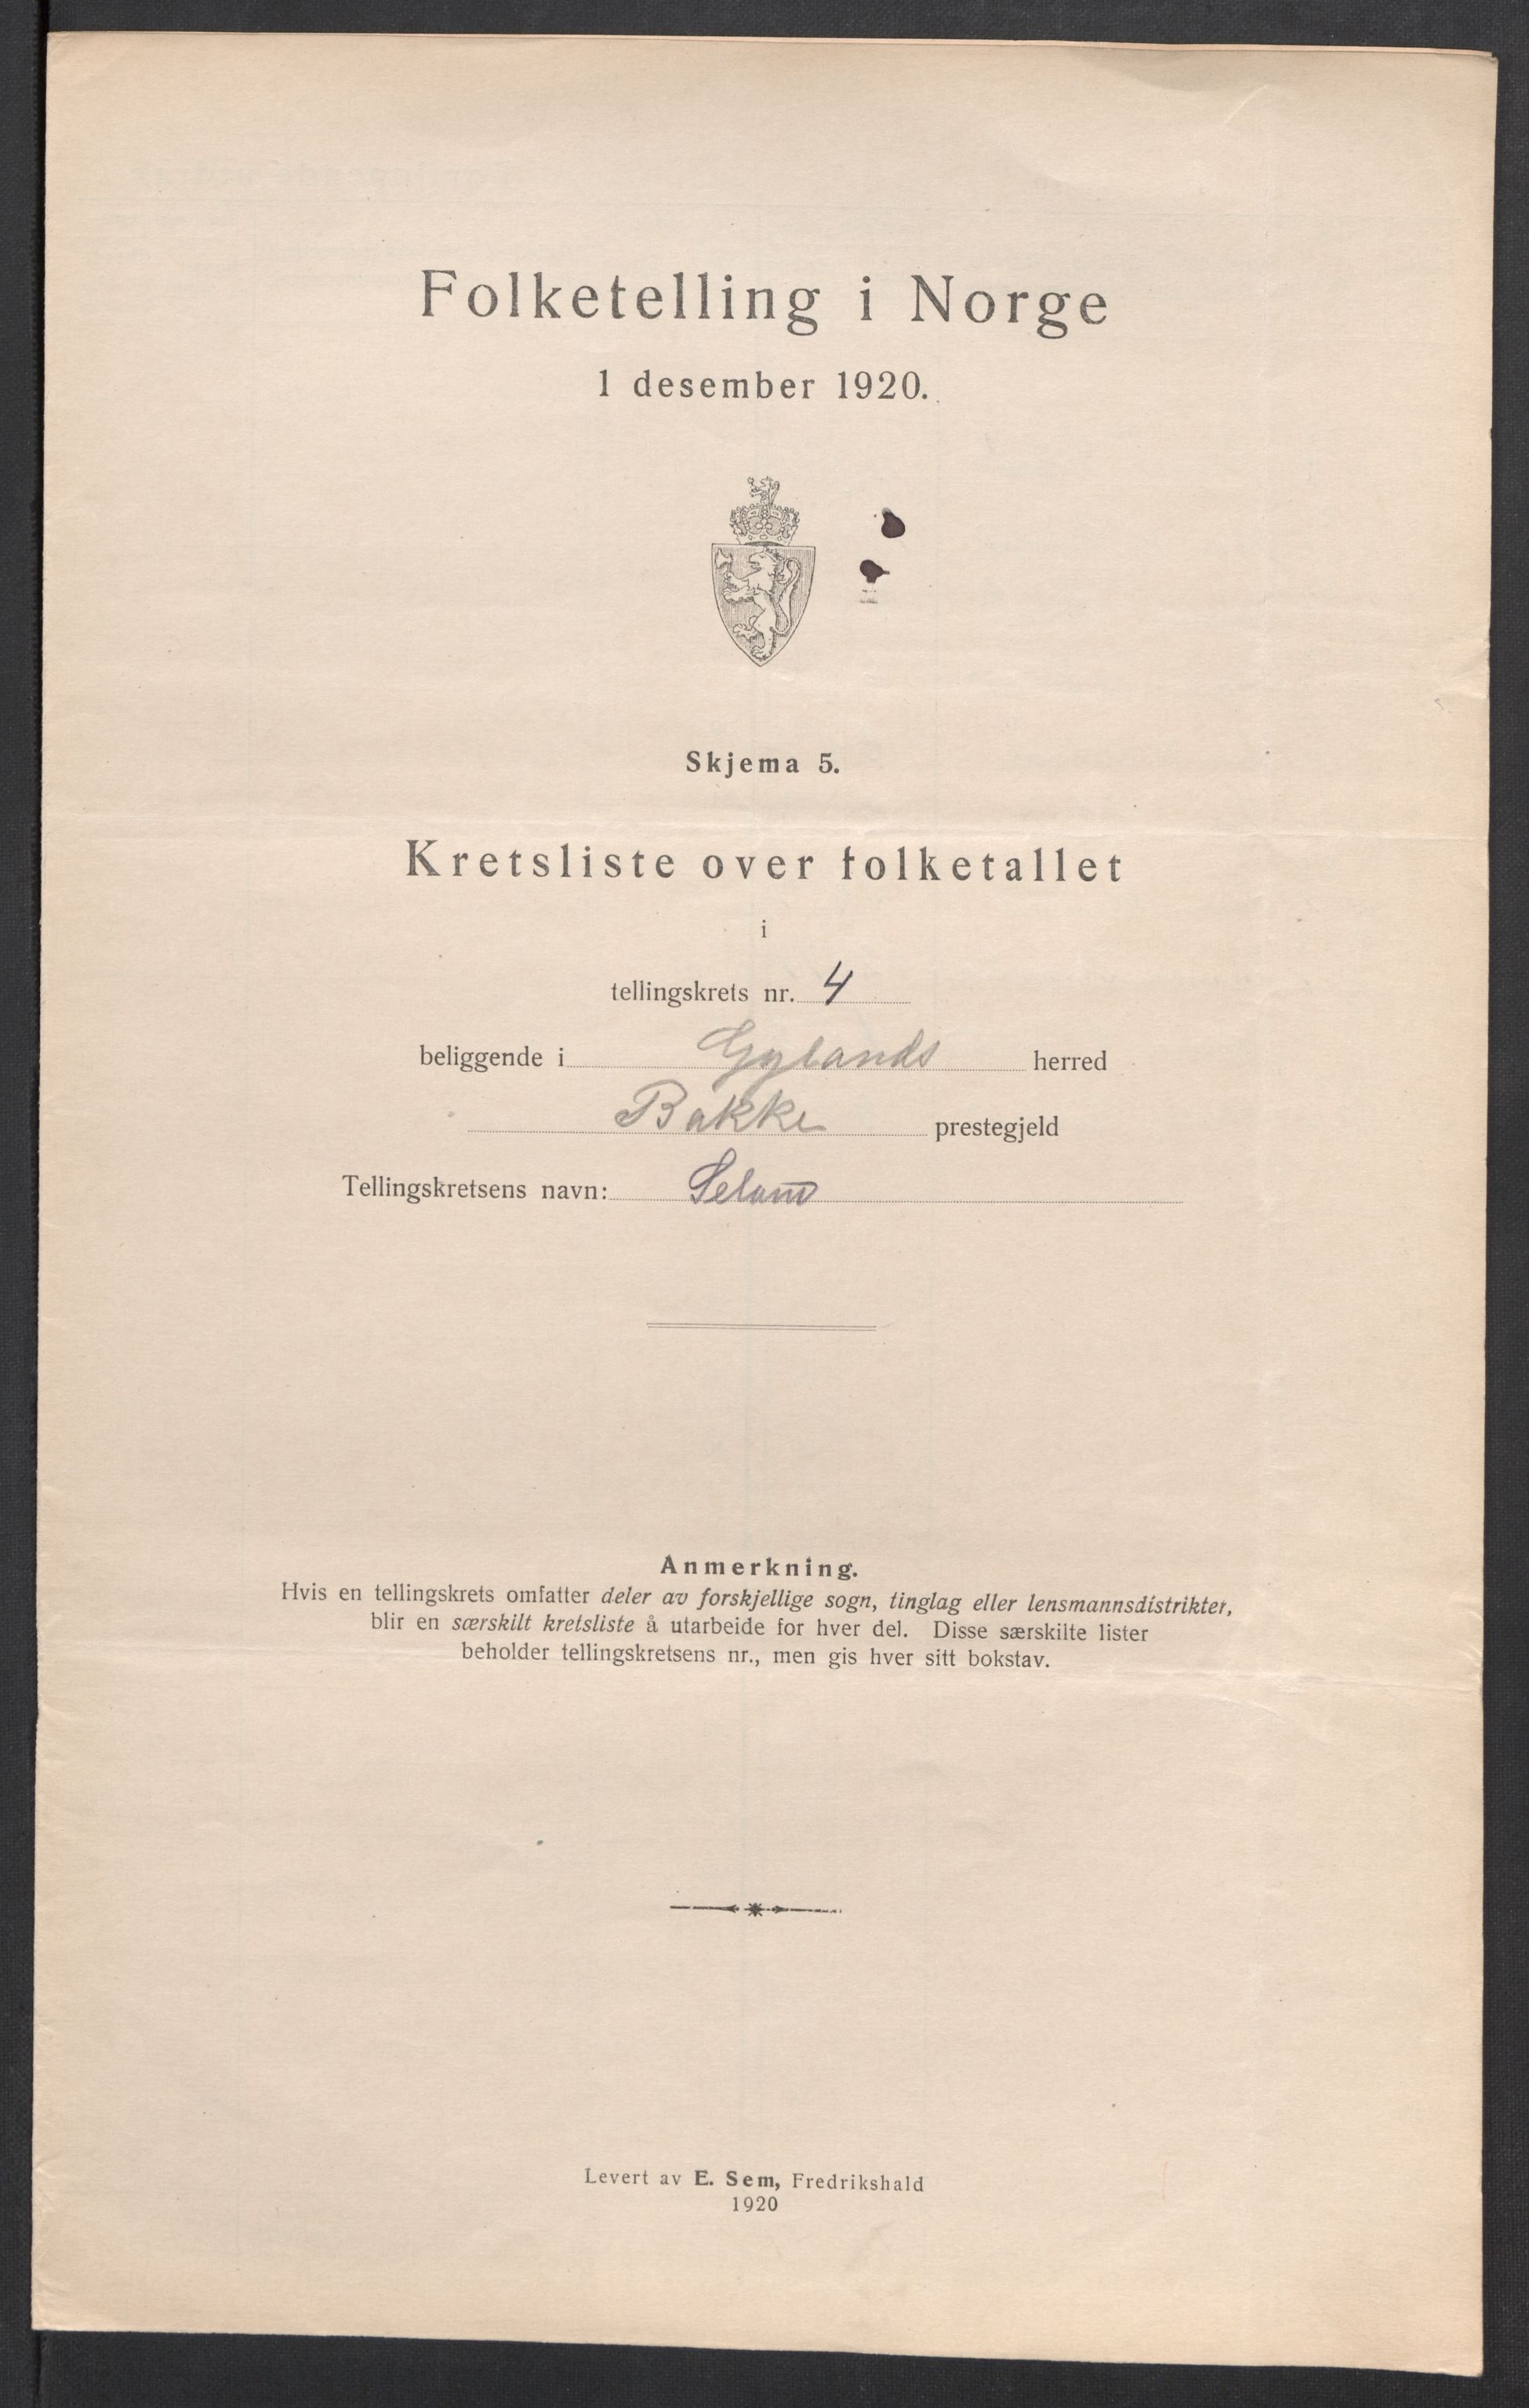 Folketelling i Norge
1 desember 1920.
Skjema 5.
Kretsliste over folketallet
i
tellingskrets nr. 4
beliggende i Gylands herred
Bakke prestegjeld
Tellingskretsens navn: Seland
Anmerkning.
Hvis en tellingskrets omfatter deler av forskjellige sogn, tinglag eller lensmannsdistrikter,
blir en særskilt kretsliste å utarbeide for hver del. Disse særskilte lister
beholder tellingskretsens nr., men gis hver sitt bokstav.
Levert av E. Sem, Fredrikshald
1920